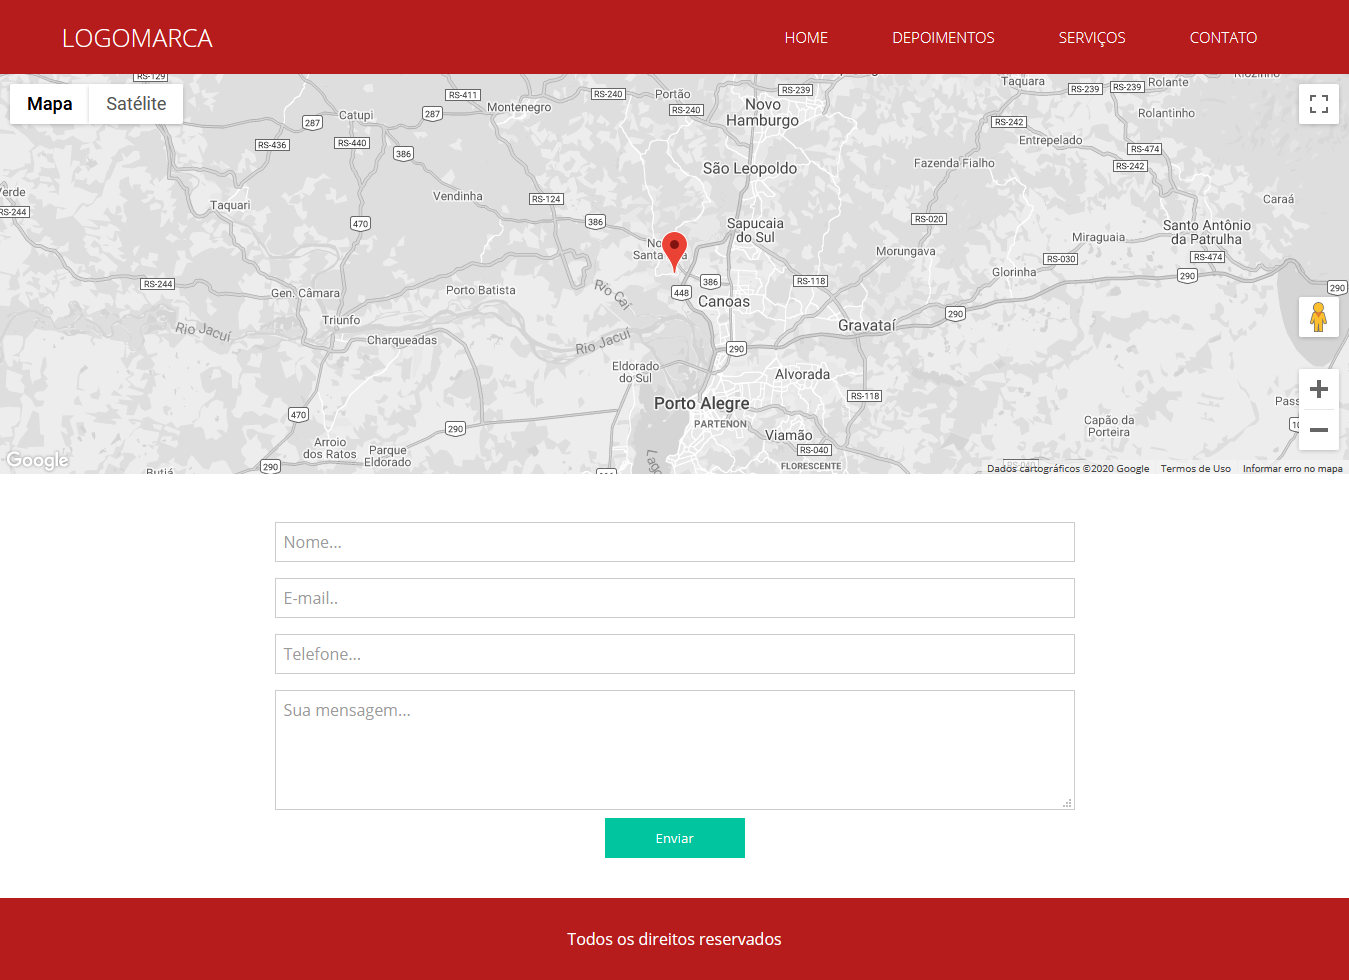 LOGOMARCA
HOME
DEPOIMENTOS
SERVIÇOS
CONTATO
Mapa
Satélite
RS-129
RS-411
Portão
RS-240
RS-240
RS-239
Taquara
RS-239
RS-239
Rolante
Rolantinho
Catupi
287
287
Montenegro
Novo
Hamburgo
RS-242
Entrepelado
RS-436
RS-440
386
RS-474
RS-242
São Leopoldo
Fazenda Fialho
Vendinha
RS-124
Caraá
RS-244
Taquari
470
386
Sapucaia
do Sul
RS-020
Santo Antônio
da Patrulha
Miraguaia
Morungava
RS-030
RS-474
Glorinha
290
RS-244
Gen. Câmara
Porto Batista
Rio Caí
448
386
Canoas
RS-118
290
Triunfo
Rio Jacuí
Charqueadas
Rio Jacuí
Gravataí
290
290
Eldorado
do Sul
Alvorada
RS-118
Porto Alegre
PARTENON
470
290
Arroio
dos Ratos
Parque
Eldorado
Viamão
RS-040
FLORESCENTE
Capão da
Porteira
290
Google
Dados cartográficos ©2020 Google
Termos de Uso
Informar erro no mapa
Nome...
E-mail..
Telefone...
Sua mensagem...
Enviar
Todos os direitos reservados